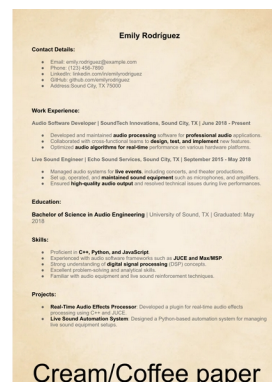 Emily Rodríguez
Contact Details:
● Email: emily.rodriguez@example.com
● Phone: (123) 456-7890
● LinkedIn: linkedin.com/in/emilyrodriguez
● GitHub: github.com/emilyrodriguez
● Address:Sound City, TX 79000
Work Experience:
Audio Software Developer | SoundTech Innovations, Sound City, TX | June 2018 - Present
● Developed and maintained audio processing software for professional audio applications.
● Collaborated with cross-functional teams to design, test, and implement new features.
● Optimized audio algorithms for real-time performance on various hardware platforms.
Live Sound Engineer | Echo Sound Services, Sound City, TX | September 2015 - May 2018
● Managed audio systems for live events, including concerts, and theater productions.
● Set up, operated, and maintained sound equipment such as microphones, and amplifiers.
● Ensured high-quality audio output and resolved technical issues during live performances.
Education:
Bachelor of Science in Audio Engineering | University of Sound, TX | Graduated: May
2018
Skills:
● Proficient in C++, Python, and JavaScript
● Experienced with audio software frameworks such as JUCE and Max/MSP.
● Strong understanding of digital signal processing (DSP) concepts.
● Excellent problem-solving and analytical skills.
● Familiar with audio equipment and live sound reinforcement techniques.
Projects:
● Real-Time Audio Effects Processor: Developed a plugin for real-time audio effects
processing using C++ and JUCE.
● Live Sound Automation System: Designed a Python-based automation system for managing
live sound equipment setups.
Cream/Coffee paper